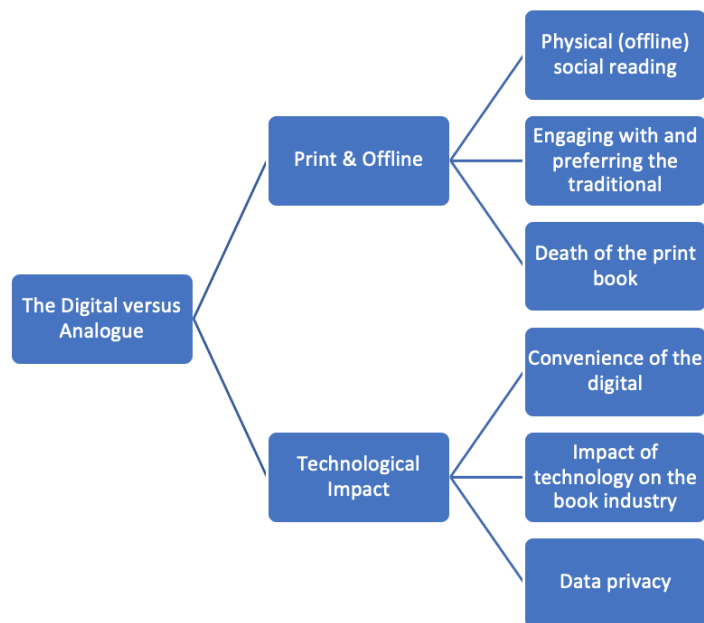 The Digital versus
Analogue
Print & Offline
Physical (offline)
social reading
Engaging with and
preferring the
traditional
Death of the print
book
Technological
Impact
Convenience of the
digital
Impact of
technology on the
book industry
Data privacy